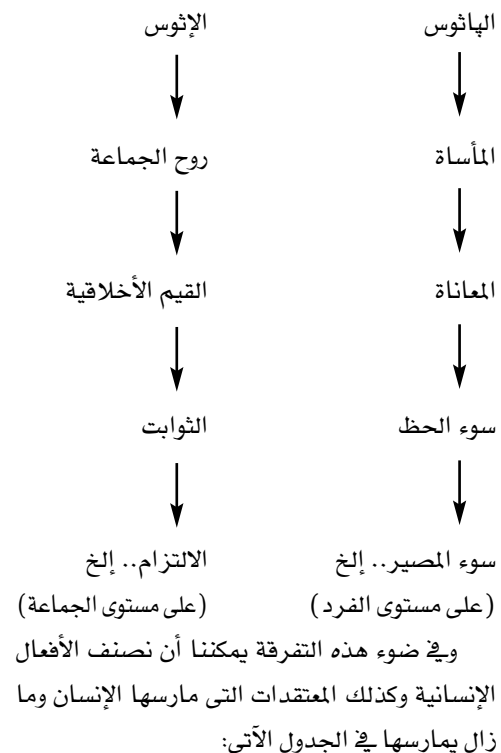 الپاثوس
الإثوس
المأساة
روح الجماعة
المعاناة
القيم الأخلاقية
سوء الحظ
الثوابت
سوء المصير.. إلخ
الالتزام.. إلخ
(على مستوى الفرد)
(على مستوى الجماعة)
وفي ضوء هذه التفرقة يمكننا أن نصنف الأفعال
الإنسانية وكذلك المعتقدات التى مارسها الإنسان وما
زال يمارسها في الجدول الآتي: